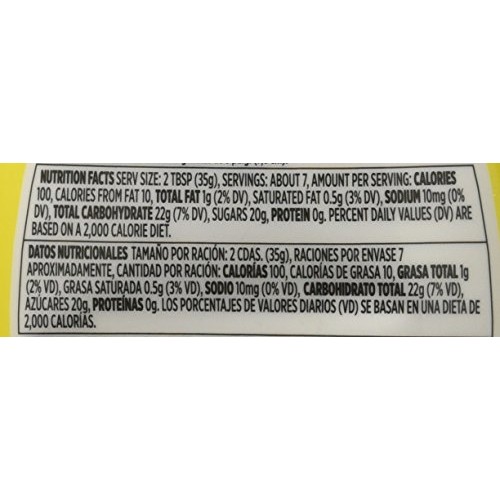 NUTRITION FACTS SERV SIZE: 2 TBSP (35g), SERVINGS: ABOUT 7, AMOUNT PER SERVING: CALORIES
100, CALORIES FROM FAT 10, TOTAL FAT 1g (2% DV), SATURATED FAT 0.5g (3% DV), SODIUM 10mg (0%
DV), TOTAL CARBOHYDRATE 22g (7% DV), SUGARS 20g, PROTEIN 0g. PERCENT DAILY VALUES (DV) ARE
BASED ON A 2,000 CALORIE DIET.
DATOS NUTRICIONALES TAMAÑO POR RACIÓN: 2 CDAS. (35g), RACIONES POR ENVASE 7
APROXIMADAMENTE, CANTIDAD POR RACIÓN: CALORÍAS 100, CALORÍAS DE GRASA 10, GRASA TOTAL 1g
(2% VD), GRASA SATURADA 0.5g (3% VD), SODIO 10mg (0% VD), CARBOHIDRATO TOTAL 22g (7% VD),
AZÚCARES 20g, PROTEÍNAS 0g. LOS PORCENTAJES DE VALORES DIARIOS (VD) SE BASAN EN UNA DIETA DE
2,000 CALORÍAS.